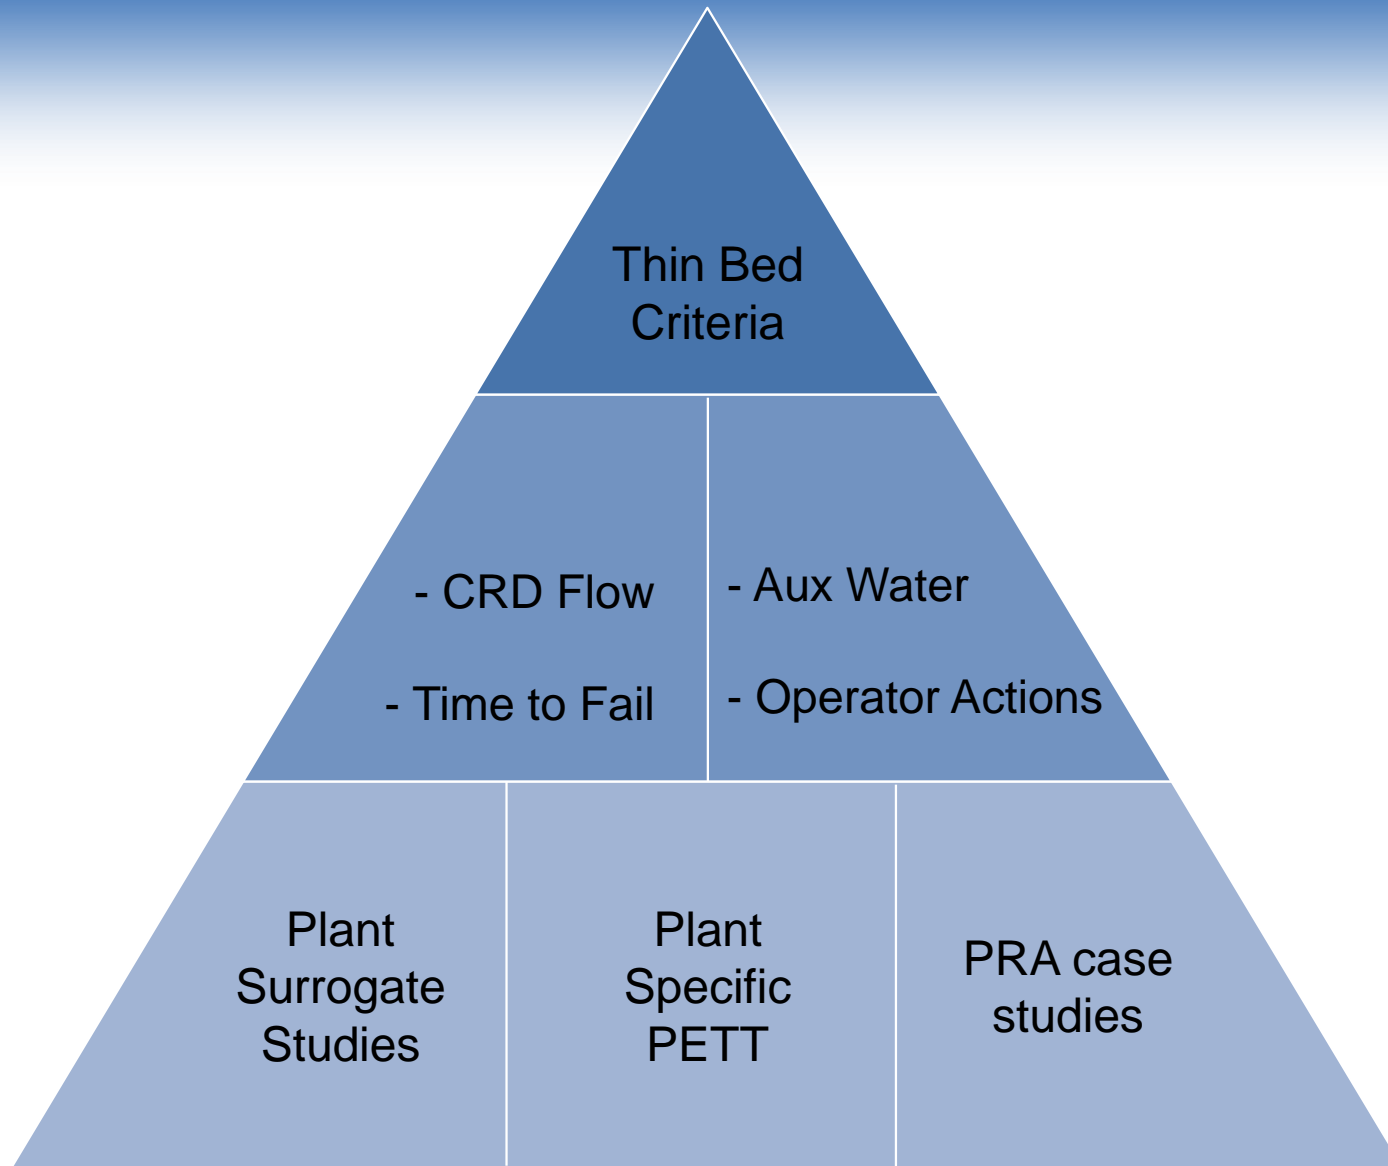 Thin Bed
Criteria
- CRD Flow
- Time to Fail
- Aux Water
- Operator Actions
Plant
Surrogate
Studies
Plant
Specific
PETT
PRA case
studies